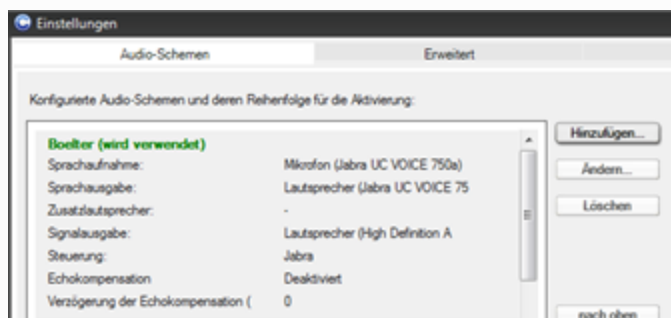 Einstellungen
Audio-Schemen
Erweitert
Konfigurierte Audio-Schemen und deren Reihenfolge für die Aktivierung:
Boelter (wird verwendet)
Sprachaufnahme: Mikrofon (Jabra UC VOICE 750a)
Sprachausgabe: Lautsprecher (Jabra UC VOICE 75
Zusatzlautsprecher: -
Signalausgabe: Lautsprecher (High Definition A
Steuerung: Jabra
Echokompensation Deaktiviert
Verzögerung der Echokompensation ( 0
Hinzufügen...
Ändern...
Löschen
nach oben